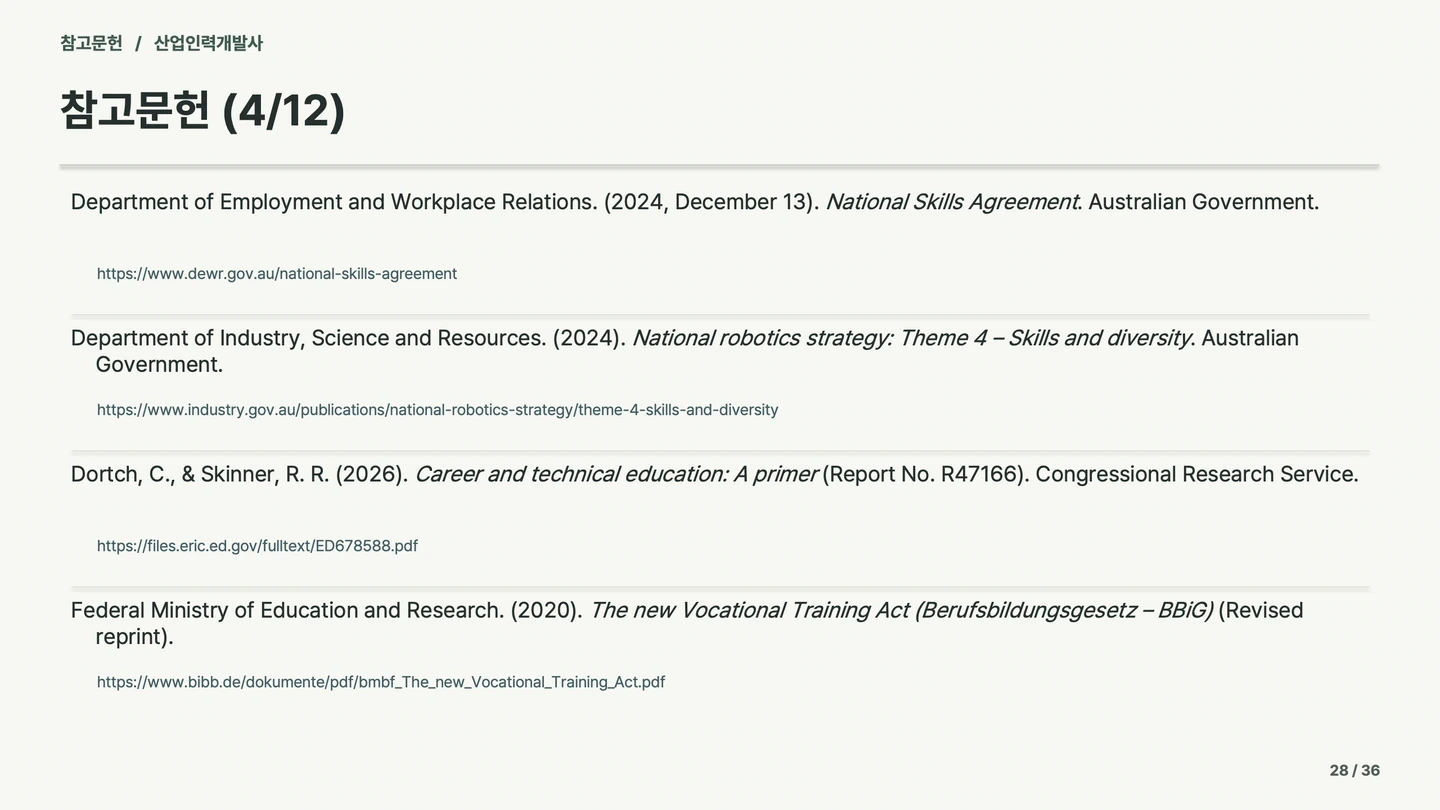 참고문헌 / 산업인력개발사
참고문헌 (4/12)
Department of Employment and Workplace Relations. (2024, December 13). National Skills Agreement. Australian Government.
https://www.dewr.gov.au/national-skills-agreement
Department of Industry, Science and Resources. (2024). National robotics strategy: Theme 4 – Skills and diversity. Australian
Government.
https://www.industry.gov.au/publications/national-robotics-strategy/theme-4-skills-and-diversity
Dortch, C., & Skinner, R. R. (2026). Career and technical education: A primer (Report No. R47166). Congressional Research Service.
https://files.eric.ed.gov/fulltext/ED678588.pdf
Federal Ministry of Education and Research. (2020). The new Vocational Training Act (Berufsbildungsgesetz – BBiG) (Revised
reprint).
https://www.bibb.de/dokumente/pdf/bmbf_The_new_Vocational_Training_Act.pdf
28 / 36